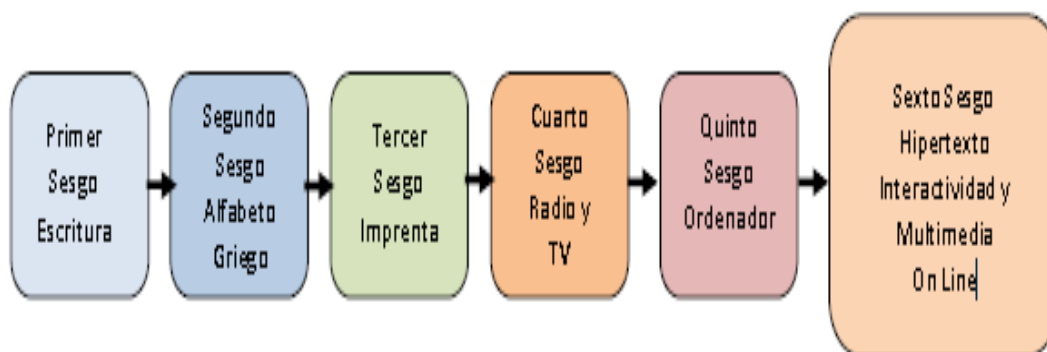 Primer
Sesgo
Escritura
Segundo
Sesgo
Alfabeto
Griego
Tercer
Sesgo
Imprenta
Cuarto
Sesgo
Radio y
TV
Quinto
Sesgo
Ordenador
Sexto Sesgo
Hipertexto
Interactividad y
Multimedia
On Line